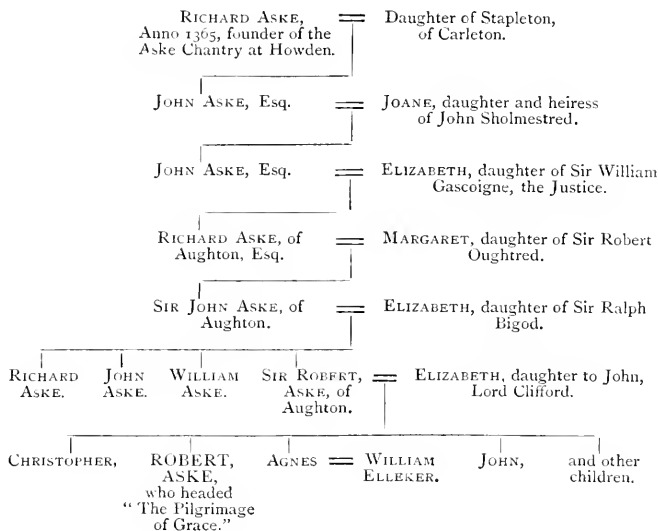 RICHARD ASKE,
Anno 1365, founder of the
Aske Chantry at Howden.
Daughter of Stapleton,
of Carleton.
JOHN ASKE, Esq.
JOANE, daughter and heiress
of John Sholmestred.
JOHN ASKE, Esq.
ELIZABETH, daughter of Sir William
Gascoigne, the Justice.
RICHARD ASKE, of
Aughton, Esq.
MARGARET, daughter of Sir Robert
Oughtred.
SIR JOHN ASKE, of
Aughton.
ELIZABETH, daughter of Sir Ralph
Bigod.
RICHARD
ASKE.
JOHN
ASKE.
WILLIAM
ASKE.
SIR ROBERT,
ASKE, of
Aughton.
ELIZABETH, daughter to John,
Lord Clifford.
CHRISTOPHER,
ROBERT,
ASKE,
who headed
"The Pilgrimage
of Grace."
AGNES
WILLIAM
ELLEKER.
JOHN,
and other
children.